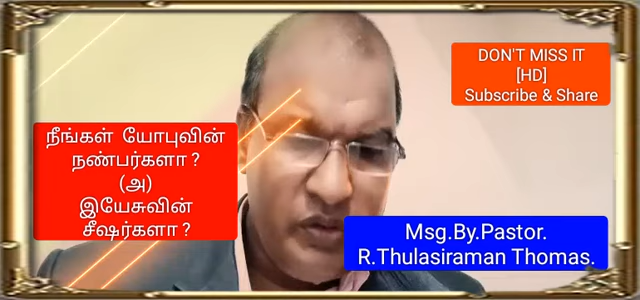 DON'T MISS IT
[HD]
Subscribe & Share
நீங்கள் யோபுவின்
நண்பர்களா ?
(அ)
இயேசுவின்
சீஷர்களா ?
Msg.By.Pastor.
R.Thulasiraman Thomas.